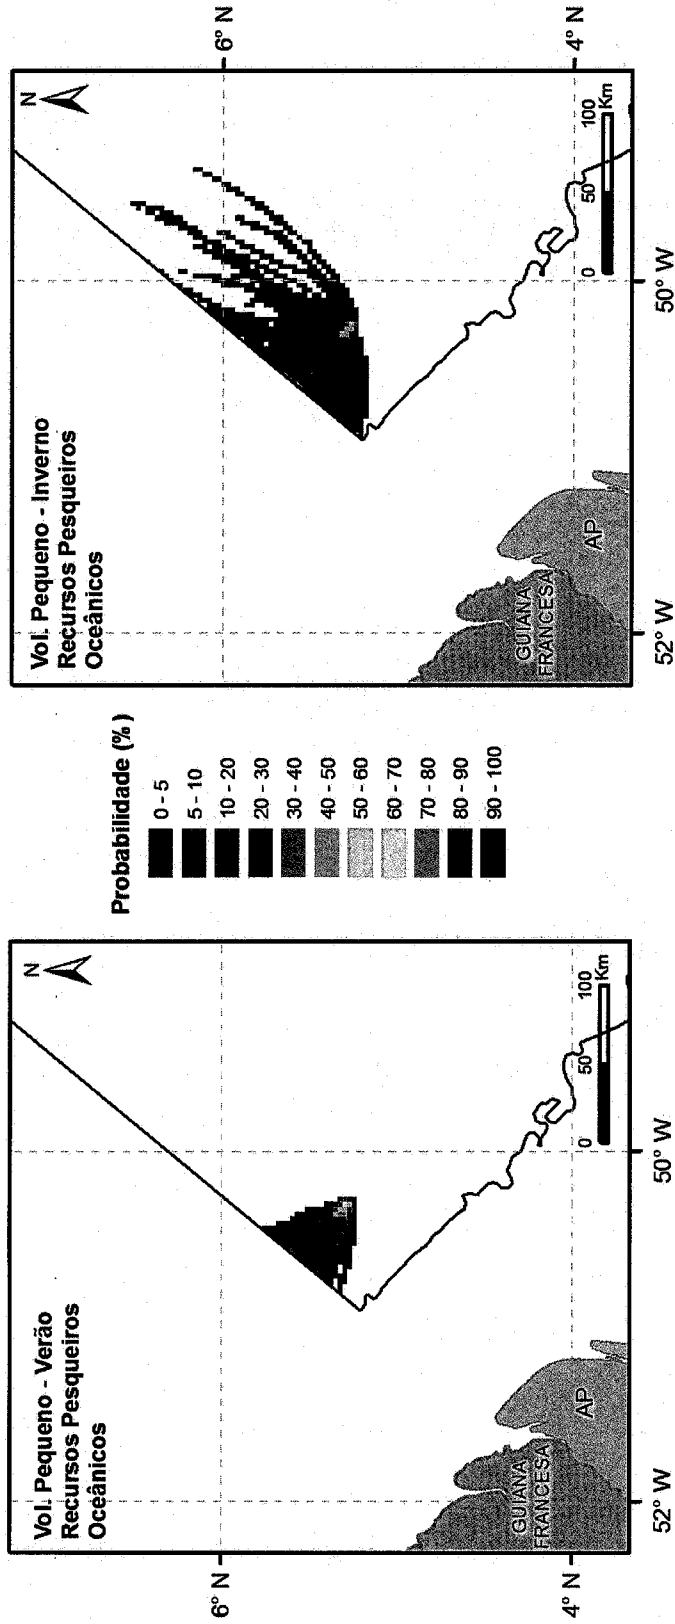 Vol. Pequeno - Verão
Recursos Pesqueiros
Oceânicos
N
6° N
4° N
52° W
50° W
GUIANA
FRANCESA
AP
0 50 100
Km
Probabilidade (%)
0 - 5
5 - 10
10 - 20
20 - 30
30 - 40
40 - 50
50 - 60
60 - 70
70 - 80
80 - 90
90 - 100
Vol. Pequeno - Inverno
Recursos Pesqueiros
Oceânicos
N
6° N
4° N
52° W
50° W
GUIANA
FRANCESA
AP
0 50 100
Km